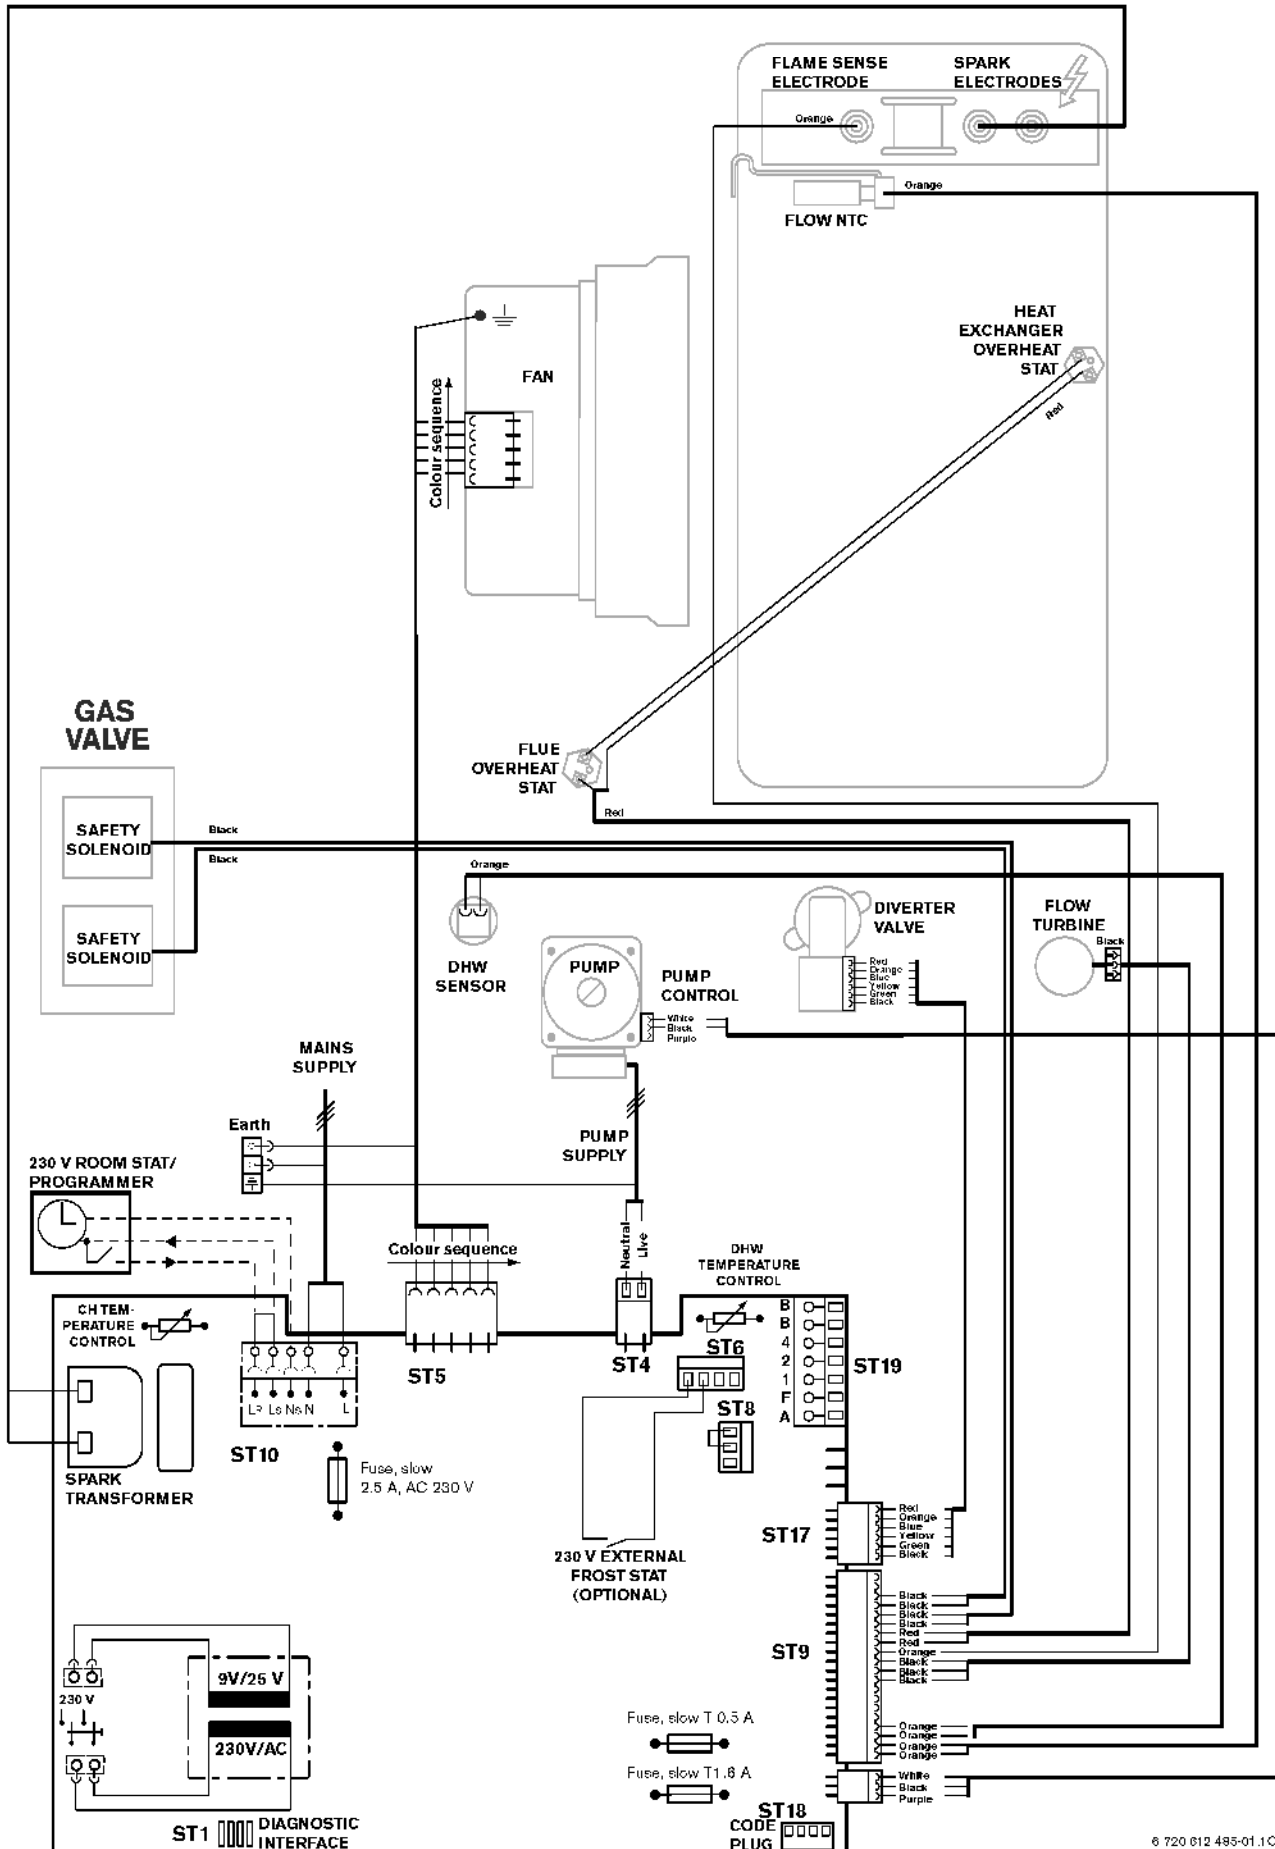 FLAME SENSE
ELECTRODE
SPARK
ELECTRODES
Orange
Orange
FLOW NTC
HEAT
EXCHANGER
OVERHEAT
STAT
Red
FAN
Colour sequence
GAS
VALVE
SAFETY
SOLENOID
SAFETY
SOLENOID
Black
Black
FLUE
OVERHEAT
STAT
Red
Orange
DHW
SENSOR
PUMP
PUMP
CONTROL
White
Black
Purple
DIVERTER
VALVE
Red
Orange
Blue
Yellow
Green
Black
FLOW
TURBINE
Black
MAINS
SUPPLY
Earth
PUMP
SUPPLY
230 V ROOM STAT/
PROGRAMMER
Neutral
Live
Colour sequence
DHW
TEMPERATURE
CONTROL
CH TEM-
PERATURE
CONTROL
ST5
ST4
ST6
B
B
4
2
1
F
A
ST19
ST8
LR Ls Ns N L
ST10
SPARK
TRANSFORMER
Fuse, slow
2.5 A, AC 230 V
230 V EXTERNAL
FROST STAT
(OPTIONAL)
ST17
Red
Orange
Blue
Yellow
Green
Black
ST9
Black
Black
Black
Black
Red
Red
Orange
Black
Black
Black
Orange
Orange
Orange
Orange
9V/25 V
230 V
230V/AC
Fuse, slow T 0.5 A
Fuse, slow T1.6 A
White
Black
Purple
ST18
CODE
PLUG
ST1
DIAGNOSTIC
INTERFACE
6 720 612 495-01.1O